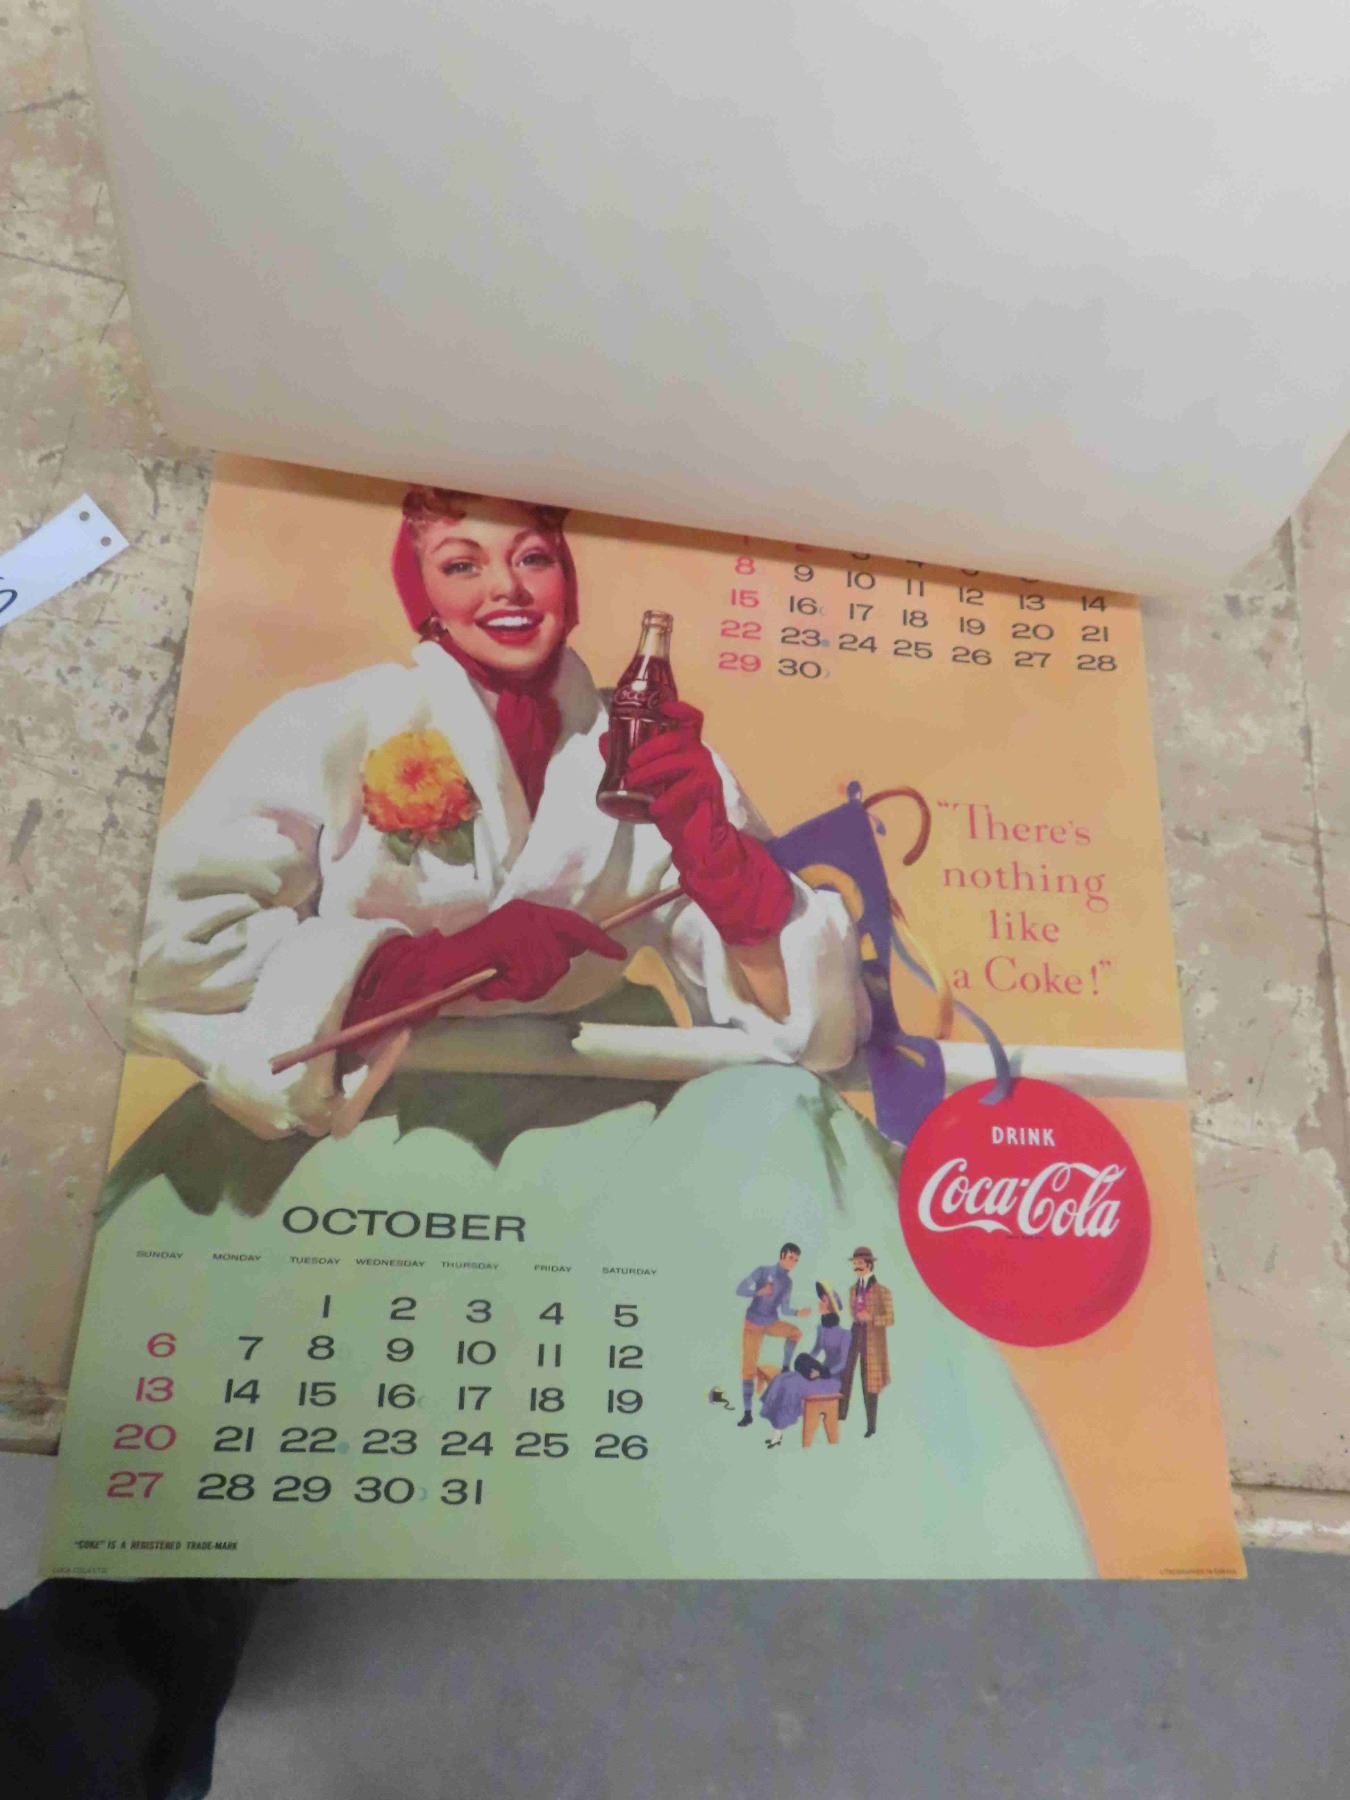 8 9 10 11 12 13 14
15 16 17 18 19 20 21
22 23 24 25 26 27 28
29 30
Coca-Cola
“There's
nothing
like
a Coke!”
DRINK
Coca-Cola
OCTOBER
SUNDAY MONDAY TUESDAY WEDNESDAY THURSDAY FRIDAY SATURDAY
1 2 3 4 5
6 7 8 9 10 11 12
13 14 15 16 17 18 19
20 21 22 23 24 25 26
27 28 29 30 31
"COKE" IS A REGISTERED TRADE-MARK